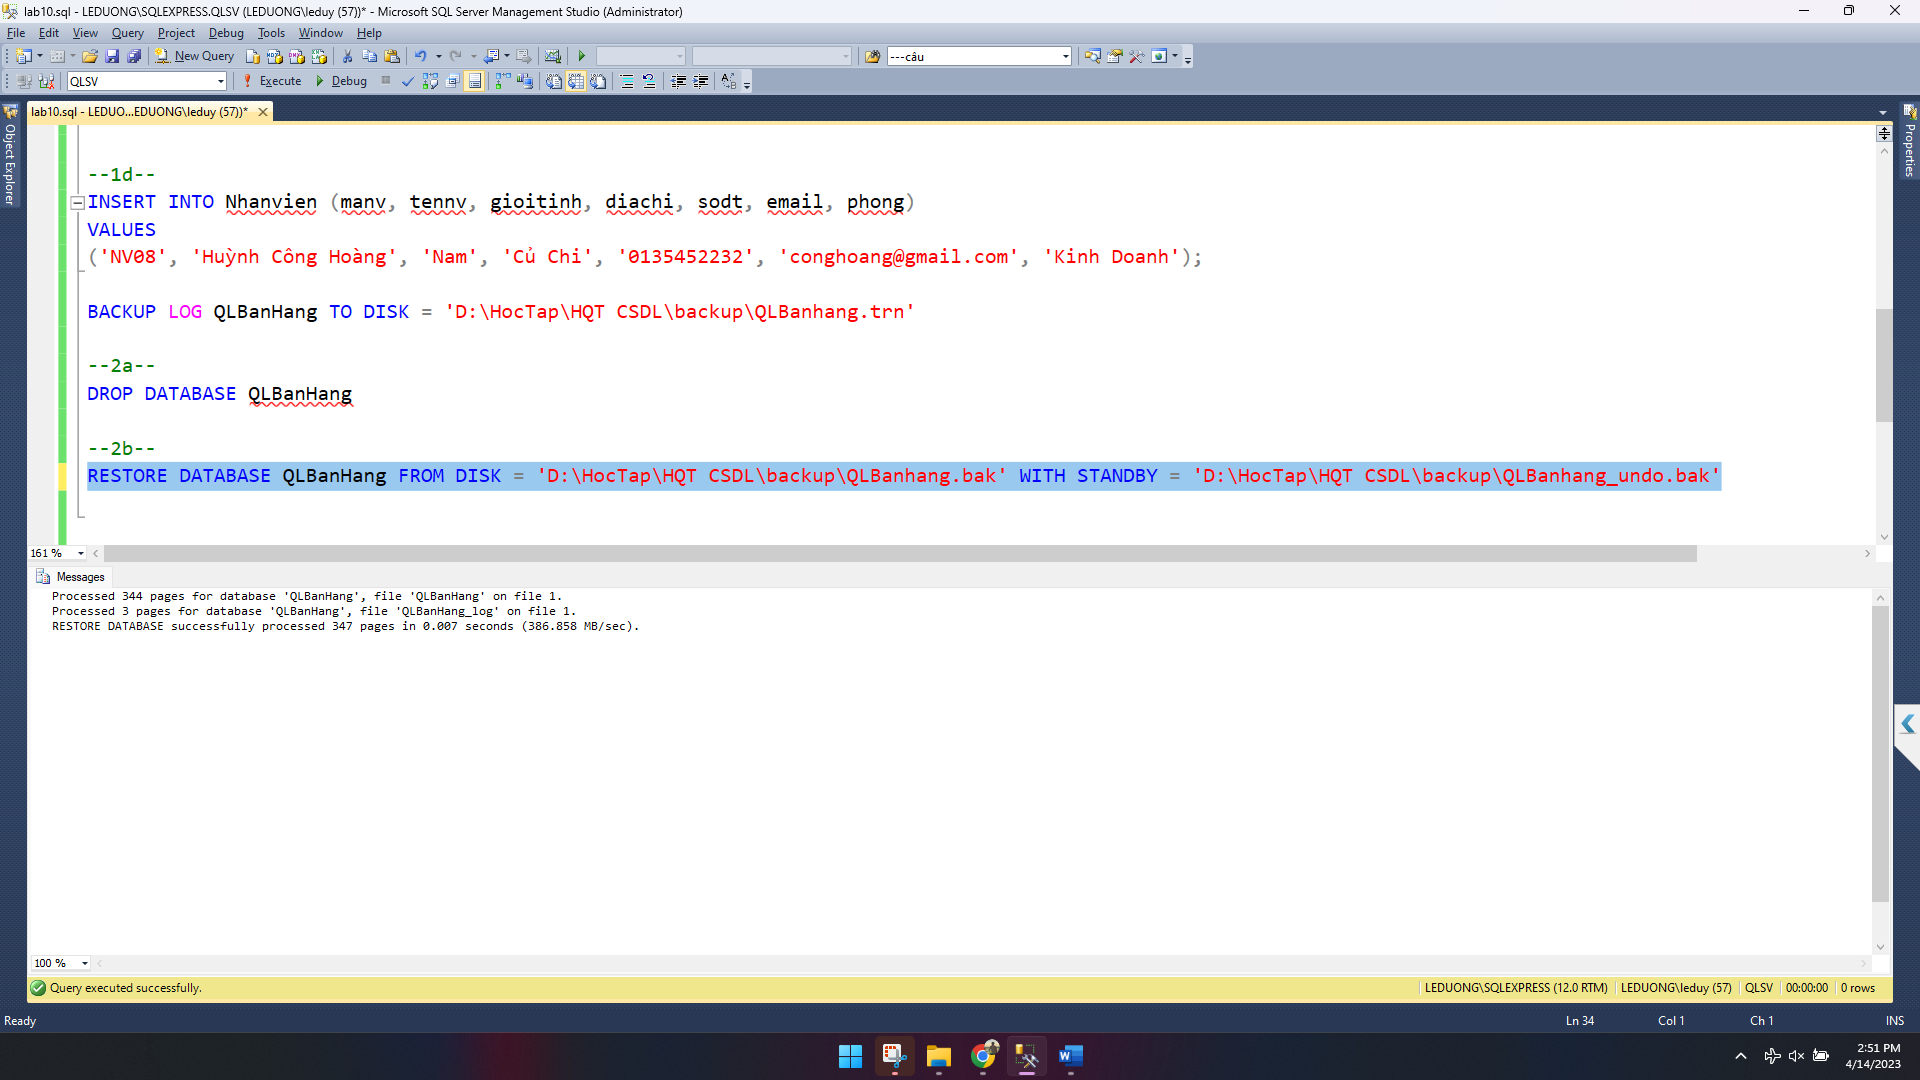 lab10.sql - LEDUONG\SQLEXPRESS.QLSV (LEDUONG\leduy (57))* - Microsoft SQL Server Management Studio (Administrator)
File Edit View Query Project Debug Tools Window Help
New Query ---câu
QLSV Execute Debug
Object Explorer
Properties
lab10.sql - LEDUO...EDUONG\leduy (57))*
--1d--
INSERT INTO Nhanvien (manv, tennv, gioitinh, diachi, sodt, email, phong)
VALUES
('NV08', 'Huỳnh Công Hoàng', 'Nam', 'Củ Chi', '0135452232', 'conghoang@gmail.com', 'Kinh Doanh');
BACKUP LOG QLBanHang TO DISK = 'D:\HocTap\HQT CSDL\backup\QLBanhang.trn'
--2a--
DROP DATABASE QLBanHang
--2b--
RESTORE DATABASE QLBanHang FROM DISK = 'D:\HocTap\HQT CSDL\backup\QLBanhang.bak' WITH STANDBY = 'D:\HocTap\HQT CSDL\backup\QLBanhang_undo.bak'
161 %
Messages
Processed 344 pages for database 'QLBanHang', file 'QLBanHang' on file 1.
Processed 3 pages for database 'QLBanHang', file 'QLBanHang_log' on file 1.
RESTORE DATABASE successfully processed 347 pages in 0.007 seconds (386.858 MB/sec).
100 %
Query executed successfully. LEDUONG\SQLEXPRESS (12.0 RTM) LEDUONG\leduy (57) QLSV 00:00:00 0 rows
Ready Ln 34 Col 1 Ch 1 INS
2:51 PM
4/14/2023